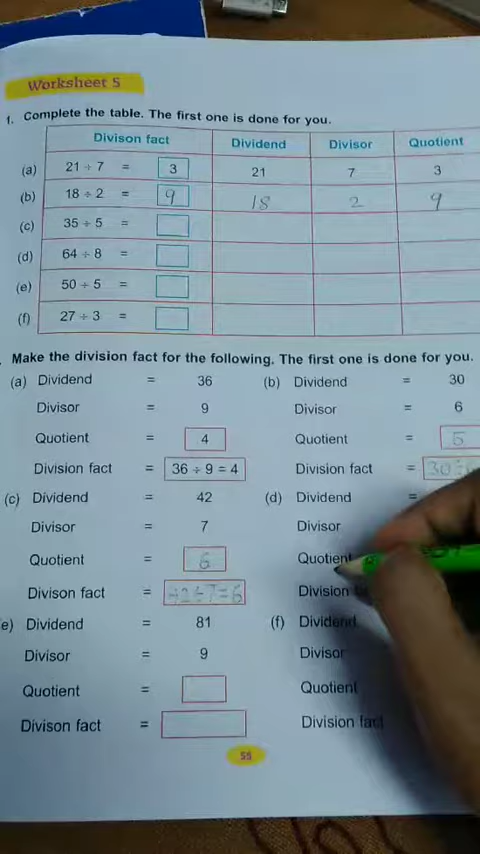 Worksheet 5
1. Complete the table. The first one is done for you.
Divison fact Dividend Divisor Quotient
(a) 21 ÷ 7 = 3 21 7 3
(b) 18 ÷ 2 = 9 18 2 9
(c) 35 ÷ 5 =
(d) 64 ÷ 8 =
(e) 50 ÷ 5 =
(f) 27 ÷ 3 =
Make the division fact for the following. The first one is done for you.
(a) Dividend = 36 (b) Dividend = 30
Divisor = 9 Divisor = 6
Quotient = 4 Quotient = 5
Division fact = 36 ÷ 9 = 4 Division fact = 30 ÷
(c) Dividend = 42 (d) Dividend =
Divisor = 7 Divisor
Quotient = 6 Quotient
Divison fact = 42÷7=6 Division
e) Dividend = 81 (f) Dividend
Divisor = 9 Divisor
Quotient = Quotient
Divison fact = Division fact
55